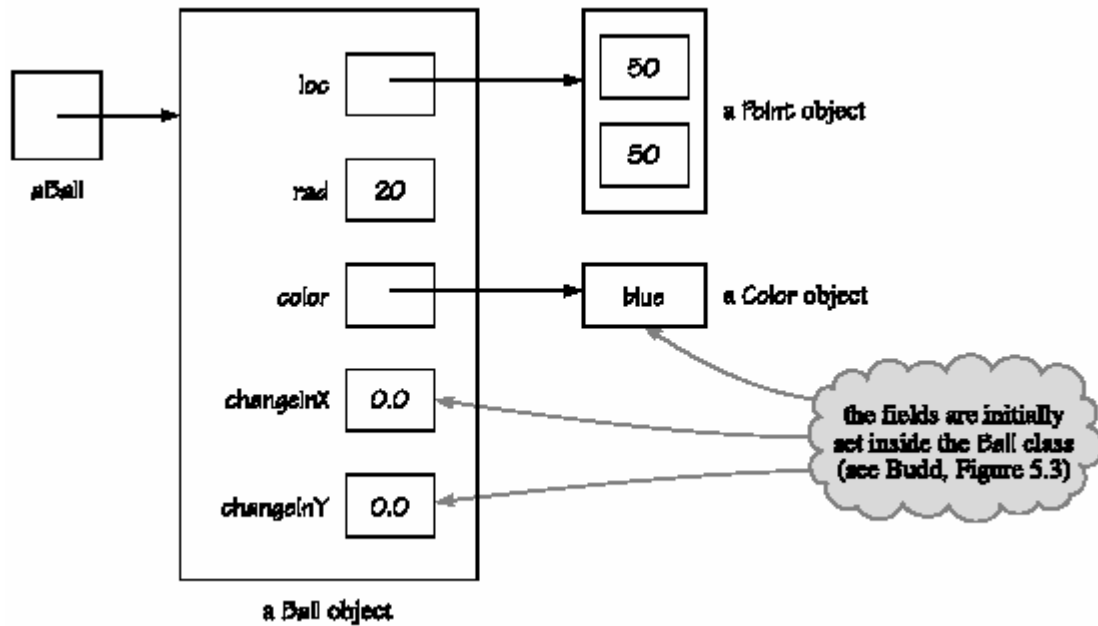 loc
50
50
a Point object
aBall
rad
20
color
blue
a Color object
changeInX
0.0
changeInY
0.0
the fields are initially
set inside the Ball class
(see Budd, Figure 5.3)
a Ball object